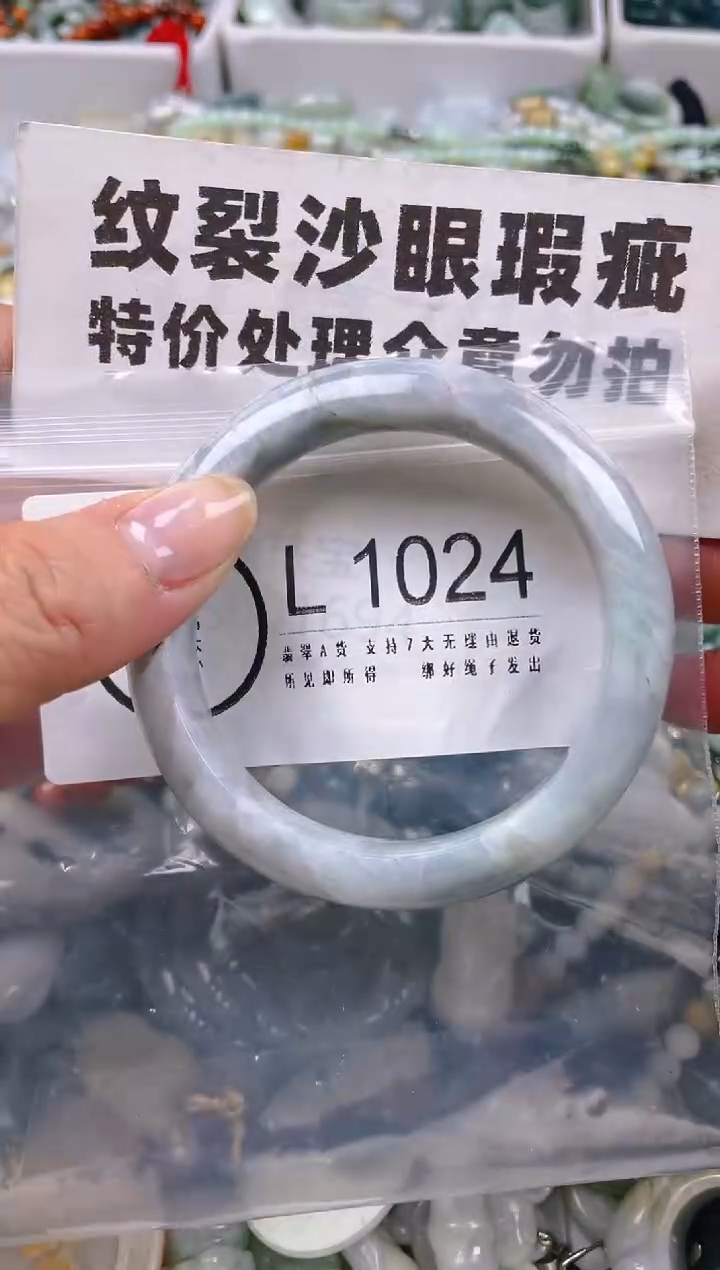 纹裂沙眼瑕疵
特价处理介意勿拍
L 1024
翡翠A货 支持7天无理由退货
所见即所得 绑好绳子发出